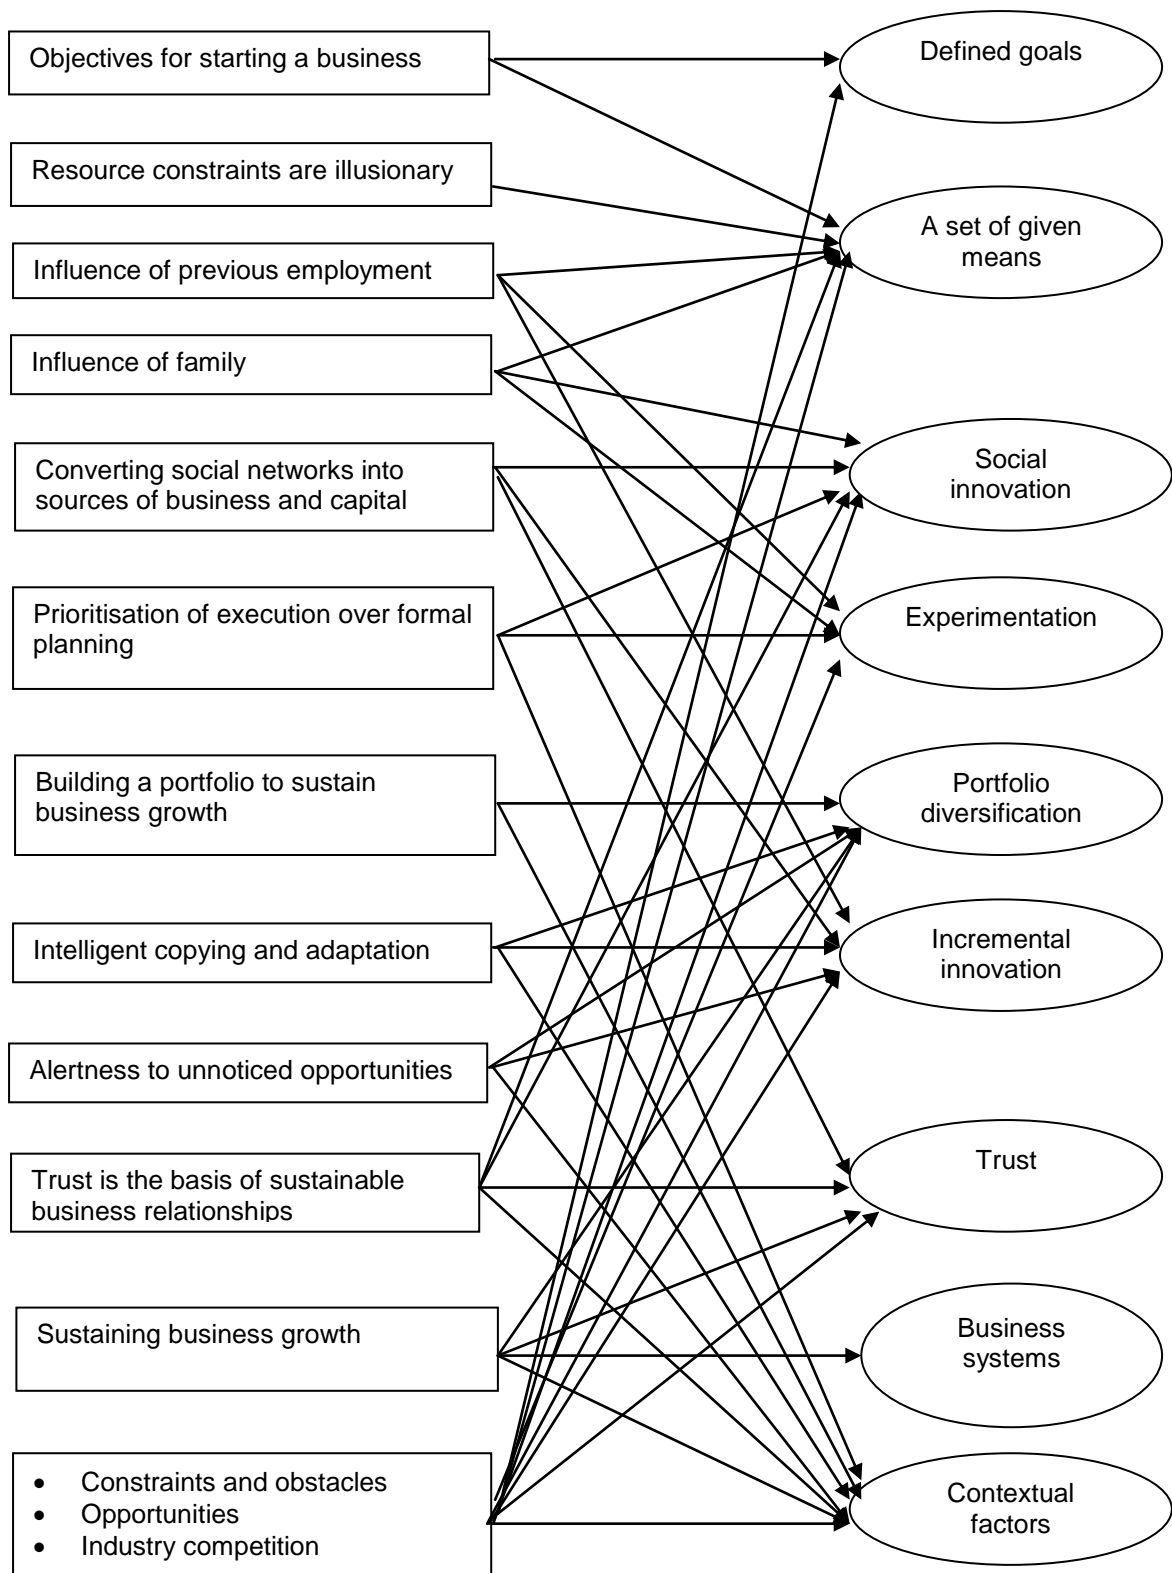 Objectives for starting a business
Defined goals
Resource constraints are illusionary
A set of given
means
Influence of previous employment
Influence of family
Converting social networks into
sources of business and capital
Social
innovation
Prioritisation of execution over formal
planning
Experimentation
Building a portfolio to sustain
business growth
Portfolio
diversification
Intelligent copying and adaptation
Incremental
innovation
Alertness to unnoticed opportunities
Trust is the basis of sustainable
business relationships
Trust
Sustaining business growth
Business
systems
• Constraints and obstacles
• Opportunities
• Industry competition
Contextual
factors